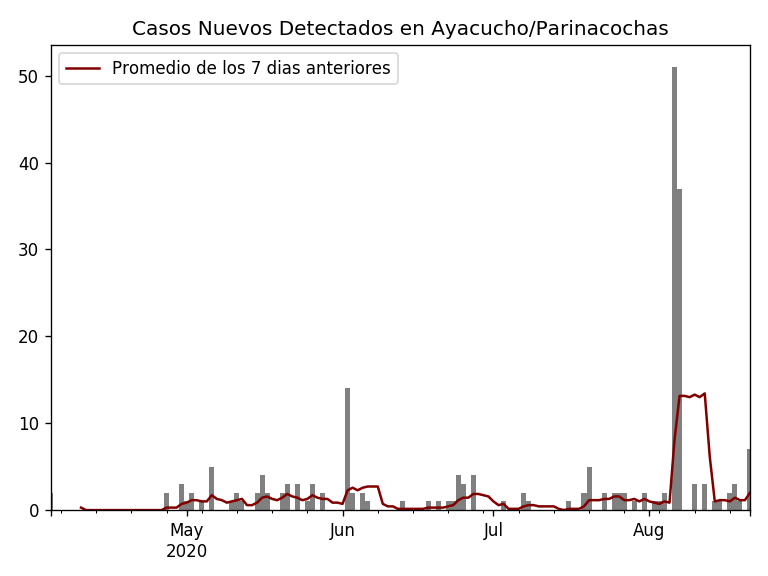 Casos Nuevos Detectados en Ayacucho/Parinacochas
Promedio de los 7 dias anteriores
50
40
30
20
10
0
May
2020
Jun
Jul
Aug